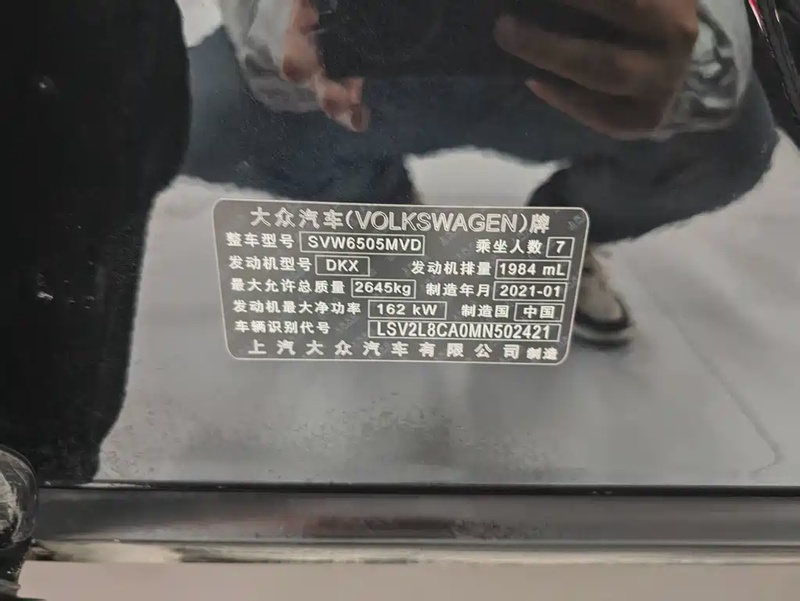 大众汽车(VOLKSWAGEN)牌
整车型号 SVW6505MVD 乘坐人数 7
发动机型号 DKX 发动机排量 1984 mL
最大允许总质量 2645kg 制造年月 2021-01
发动机最大净功率 162 kW 制造国 中国
车辆识别代号 LSV2L8CA0MN502421
上汽大众汽车有限公司 制造